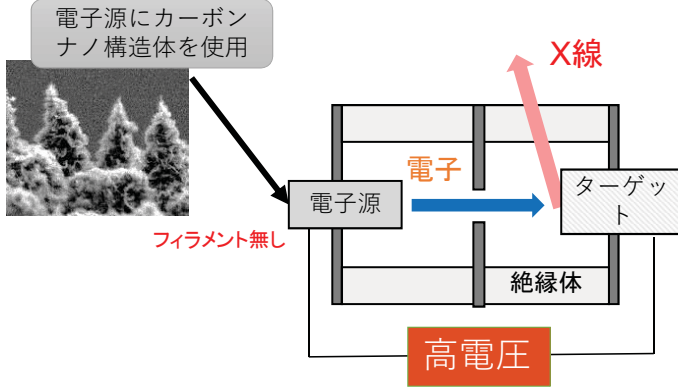 電子源にカーボン
ナノ構造体を使用
X線
電子
電子源
ターゲッ
ト
フィラメント無し
絶縁体
高電圧